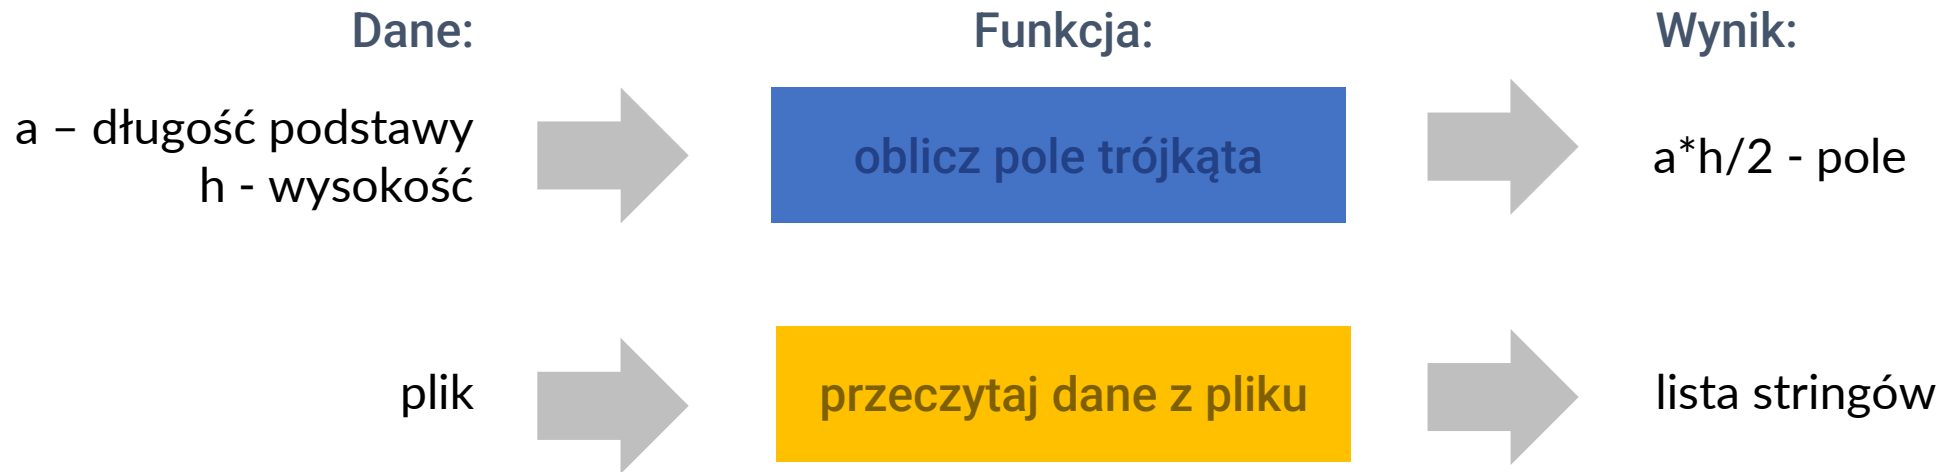 Dane:
Funkcja:
Wynik:
a – długość podstawy
h - wysokość
oblicz pole trójkąta
a*h/2 - pole
plik
przeczytaj dane z pliku
lista stringów